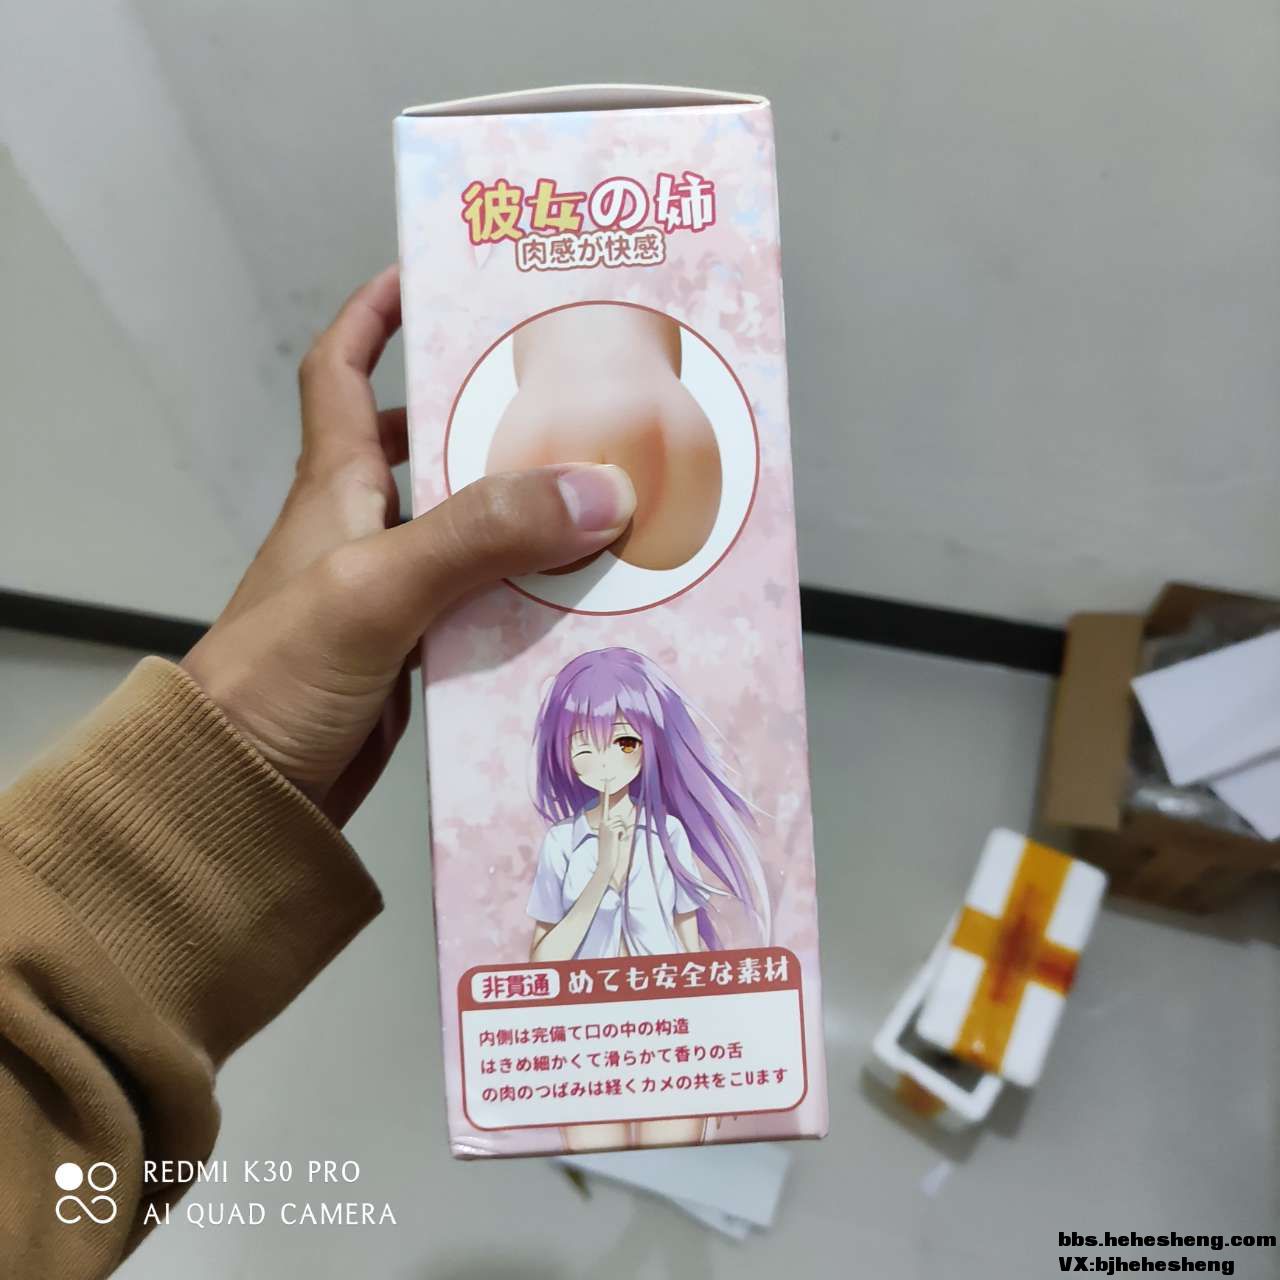 彼女の姉
肉感が快感
非貫通 めても安全な素材
内側は完備て口の中の构造
はきめ細かくて滑らかて香りの舌
の肉のつぱみは経くカメの共をこUます
REDMI K30 PRO
AI QUAD CAMERA
bbs.hehesheng.com
VX:bjhehesheng